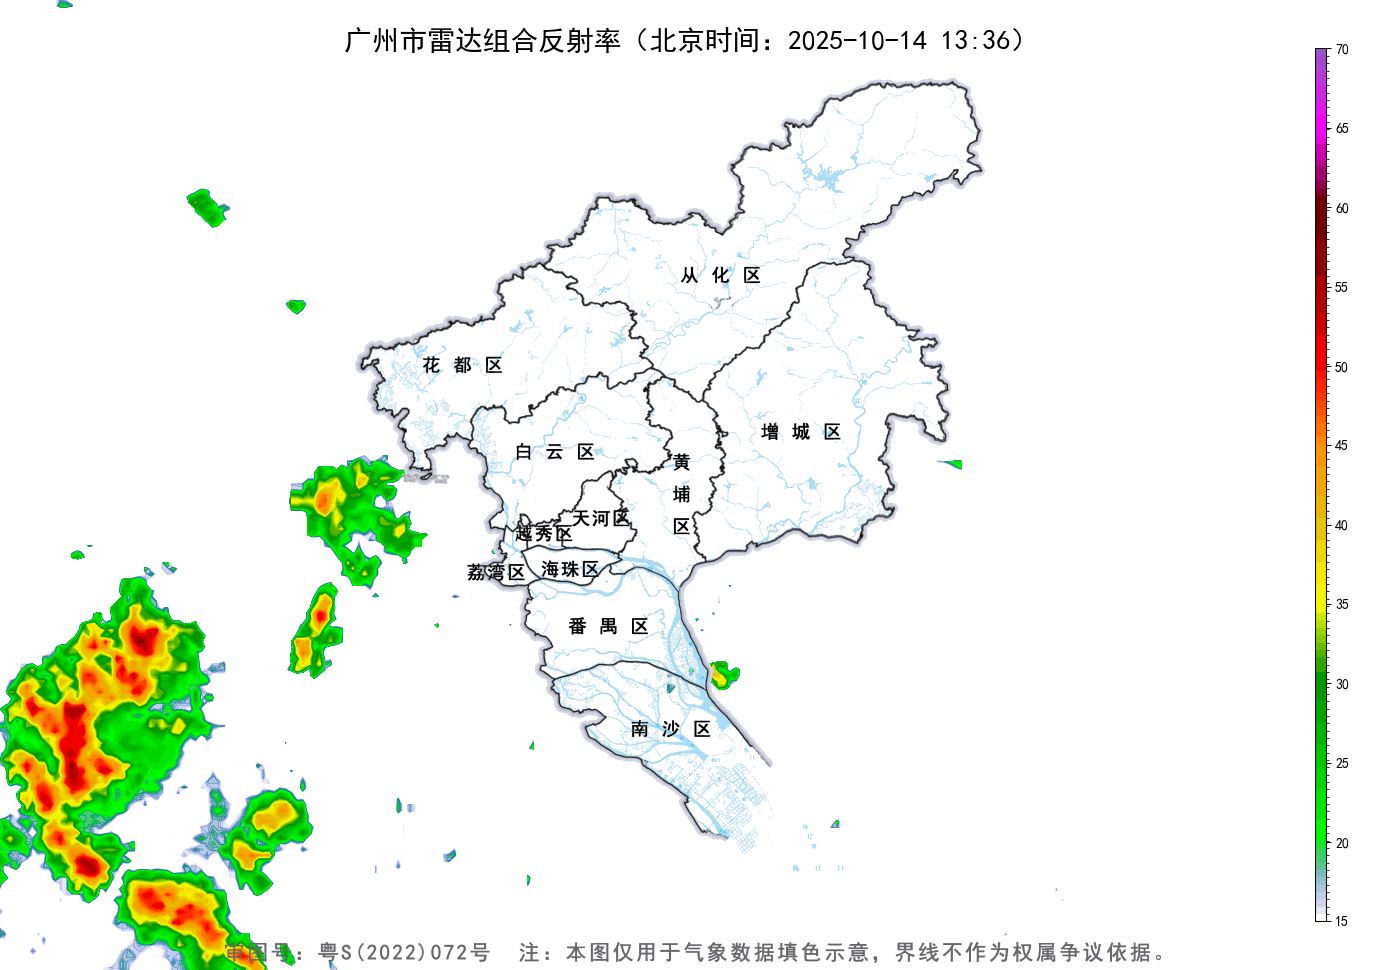 广州市雷达组合反射率（北京时间：2025-10-14 13:36）
70
65
60
55
50
45
40
35
30
25
20
15
从化区
花都区
增城区
白云区
黄埔区
天河区
越秀区
海珠区
荔湾区
番禺区
南沙区
审图号：粤S(2022)072号 注：本图仅用于气象数据填色示意，界线不作为权属争议依据。